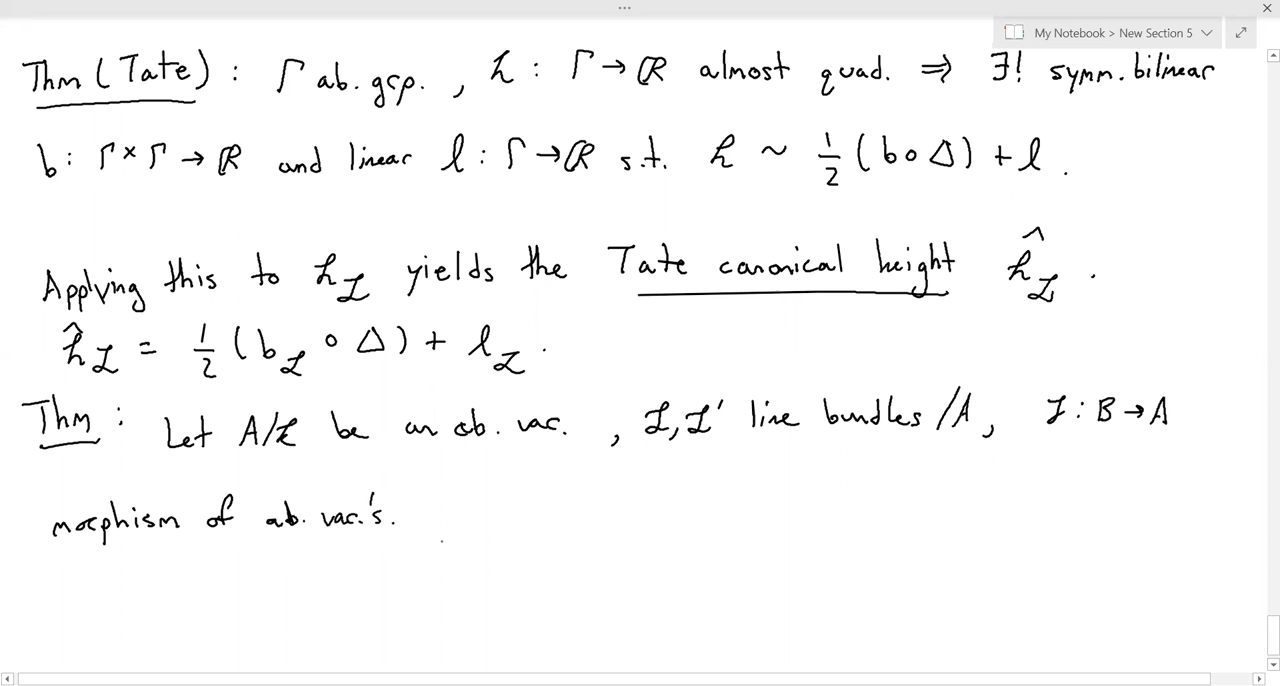 ...
My Notebook > New Section 5
Thm (Tate) : Γ ab. grp. , h : Γ → ℝ almost quad. ⇒ ∃! symm. bilinear
b : Γ × Γ → ℝ and linear l : Γ → ℝ s.t. h ~ 1/2 (b ∘ Δ) + l .
Applying this to h_ℒ yields the Tate canonical height ĥ_ℒ .
ĥ_ℒ = 1/2 (b_ℒ ∘ Δ) + l_ℒ .
Thm : Let A/k be an ab. var. , ℒ, ℒ' line bundles /A , f : B → A
morphism of ab. var.'s.